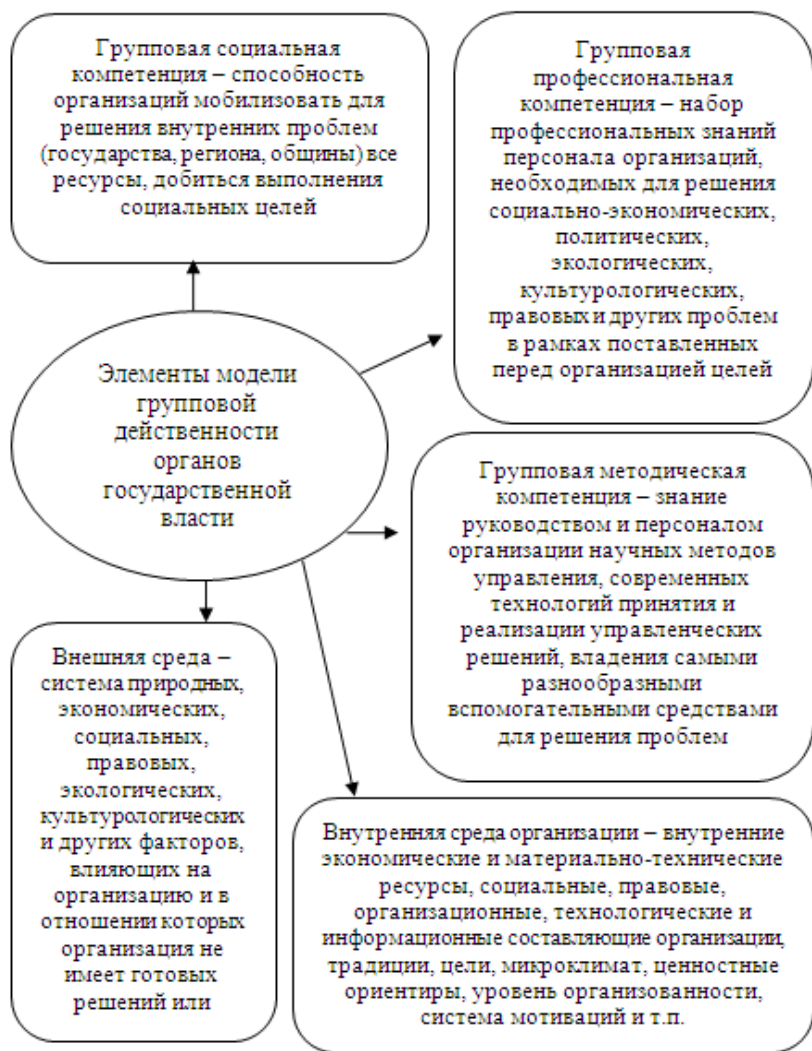 Групповая социальная
компетенция – способность
организаций мобилизовать для
решения внутренних проблем
(государства, региона, общины) все
ресурсы, добиться выполнения
социальных целей
Групповая
профессиональная
компетенция – набор
профессиональных знаний
персонала организаций,
необходимых для решения
социально-экономических,
политических,
экологических,
культурологических,
правовых и других проблем
в рамках поставленных
перед организацией целей
Элементы модели
групповой
действенности
органов
государственной
власти
Групповая методическая
компетенция – знание
руководством и персоналом
организации научных методов
управления, современных
технологий принятия и
реализации управленческих
решений, владения самыми
разнообразными
вспомогательными средствами
для решения проблем
Внешняя среда –
система природных,
экономических,
социальных,
правовых,
экологических,
культурологических
и других факторов,
влияющих на
организацию и в
отношении которых
организация не
имеет готовых
решений или
Внутренняя среда организации – внутренние
экономические и материально-технические
ресурсы, социальные, правовые,
организационные, технологические и
информационные составляющие организации,
традиции, цели, микроклимат, ценностные
ориентиры, уровень организованности,
система мотиваций и т.п.